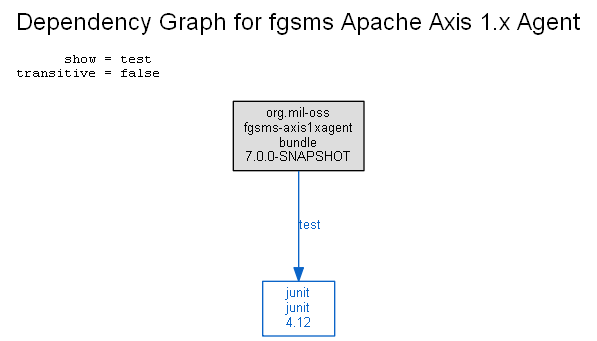 Dependency Graph for fgsms Apache Axis 1.x Agent
show = test
transitive = false
org.mil-oss
fgsms-axis1xagent
bundle
7.0.0-SNAPSHOT
test
junit
junit
4.12